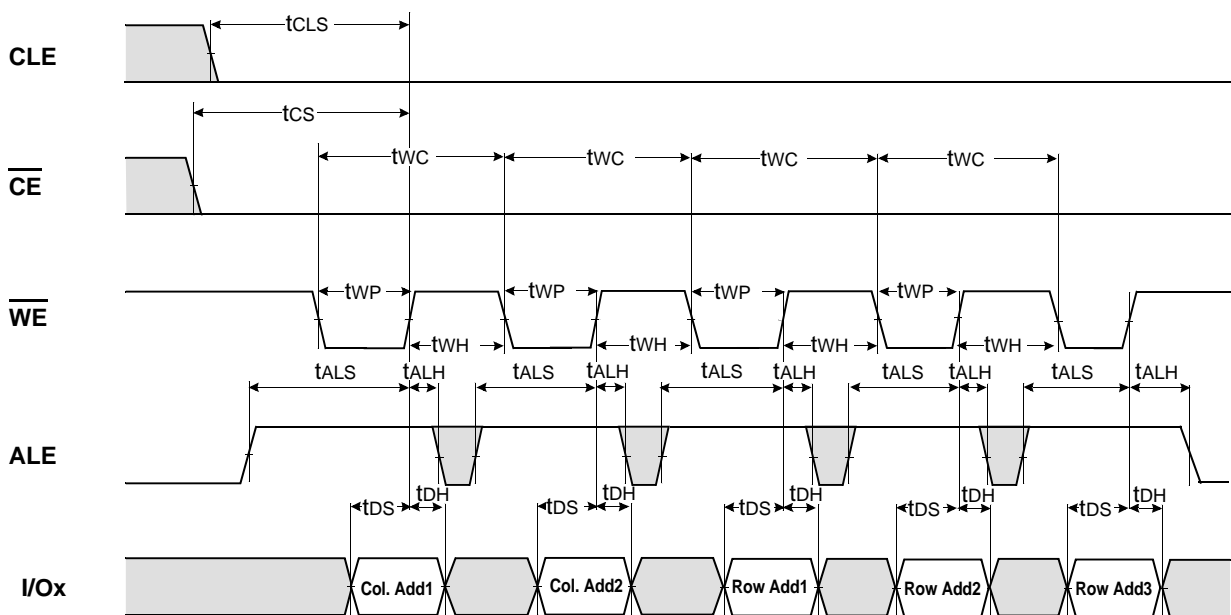 tCLS
CLE
tCS
tWC tWC tWC tWC
CE
tWP tWP tWP tWP
WE
tWH tWH tWH tWH
tALS tALH tALS tALH tALS tALH tALS tALH tALS tALH
ALE
tDS tDH tDS tDH tDS tDH tDS tDH tDS tDH
I/Ox Col. Add1 Col. Add2 Row Add1 Row Add2 Row Add3